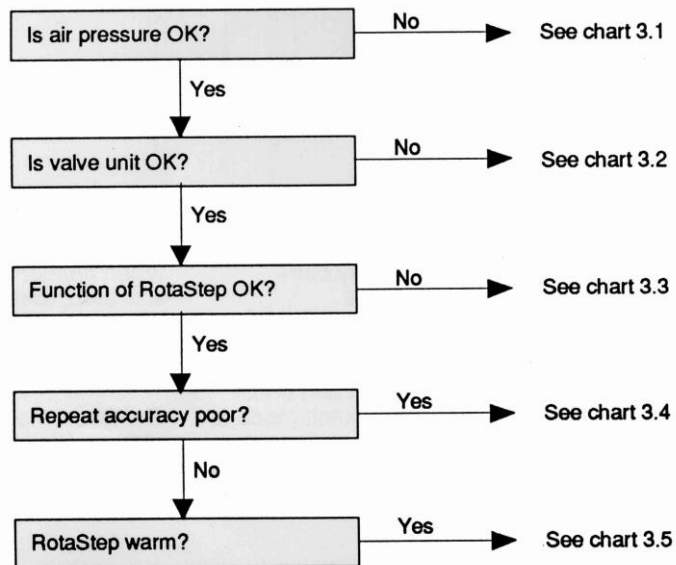 Is air pressure OK?
No
See chart 3.1
Yes
Is valve unit OK?
No
See chart 3.2
Yes
Function of RotaStep OK?
No
See chart 3.3
Yes
Repeat accuracy poor?
Yes
See chart 3.4
No
RotaStep warm?
Yes
See chart 3.5